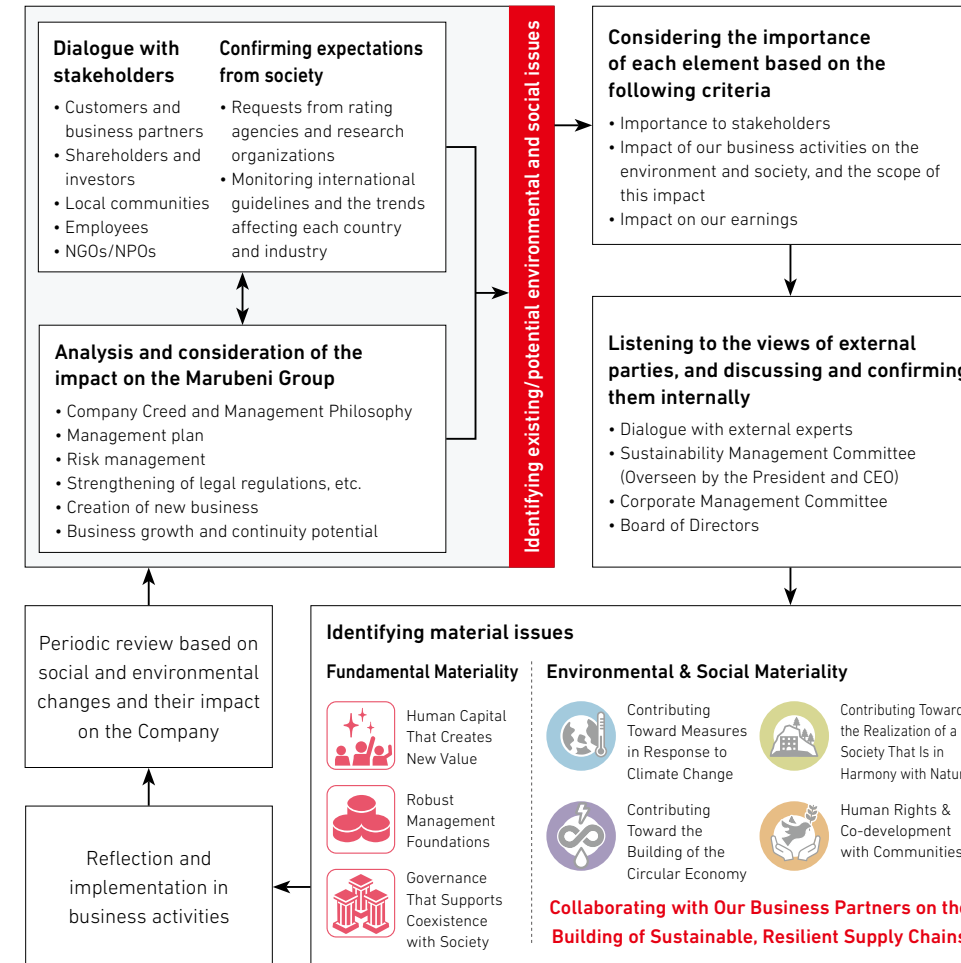 Dialogue with
stakeholders
• Customers and
business partners
• Shareholders and
investors
• Local communities
• Employees
• NGOs/NPOs
Confirming expectations
from society
• Requests from rating
agencies and research
organizations
• Monitoring international
guidelines and the trends
affecting each country
and industry
Analysis and consideration of the
impact on the Marubeni Group
• Company Creed and Management Philosophy
• Management plan
• Risk management
• Strengthening of legal regulations, etc.
• Creation of new business
• Business growth and continuity potential
Identifying existing/potential environmental and social issues
Considering the importance
of each element based on the
following criteria
• Importance to stakeholders
• Impact of our business activities on the
environment and society, and the scope of
this impact
• Impact on our earnings
Listening to the views of external
parties, and discussing and confirming
them internally
• Dialogue with external experts
• Sustainability Management Committee
(Overseen by the President and CEO)
• Corporate Management Committee
• Board of Directors
Identifying material issues
Fundamental Materiality
Human Capital
That Creates
New Value
Robust
Management
Foundations
Governance
That Supports
Coexistence
with Society
Environmental & Social Materiality
Contributing
Toward Measures
in Response to
Climate Change
Contributing Toward
the Realization of a
Society That Is in
Harmony with Natur
Contributing
Toward the
Building of the
Circular Economy
Human Rights &
Co-development
with Communities
Collaborating with Our Business Partners on the
Building of Sustainable, Resilient Supply Chains
Reflection and
implementation in
business activities
Periodic review based on
social and environmental
changes and their impact
on the Company